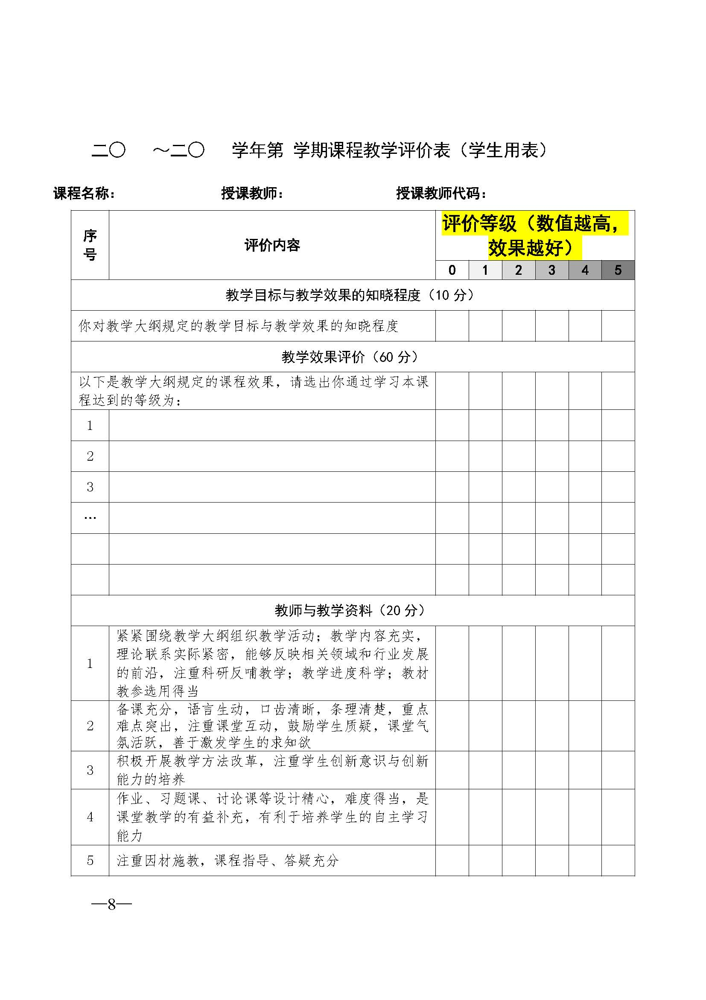 二〇 ～二〇 学年第 学期课程教学评价表（学生用表）
课程名称： 授课教师： 授课教师代码：
序号 评价内容 评价等级（数值越高，
效果越好）
0 1 2 3 4 5
教学目标与教学效果的知晓程度（10 分）
你对教学大纲规定的教学目标与教学效果的知晓程度
教学效果评价（60 分）
以下是教学大纲规定的课程效果，请选出你通过学习本课
程达到的等级为：
1
2
3
…
教师与教学资料（20 分）
1
紧紧围绕教学大纲组织教学活动；教学内容充实，
理论联系实际紧密，能够反映相关领域和行业发展
的前沿，注重科研反哺教学；教学进度科学；教材
教参选用得当
2
备课充分，语言生动，口齿清晰，条理清楚，重点
难点突出，注重课堂互动，鼓励学生质疑，课堂气
氛活跃，善于激发学生的求知欲
3
积极开展教学方法改革，注重学生创新意识与创新
能力的培养
4
作业、习题课、讨论课等设计精心，难度得当，是
课堂教学的有益补充，有利于培养学生的自主学习
能力
5 注重因材施教，课程指导、答疑充分
—8—